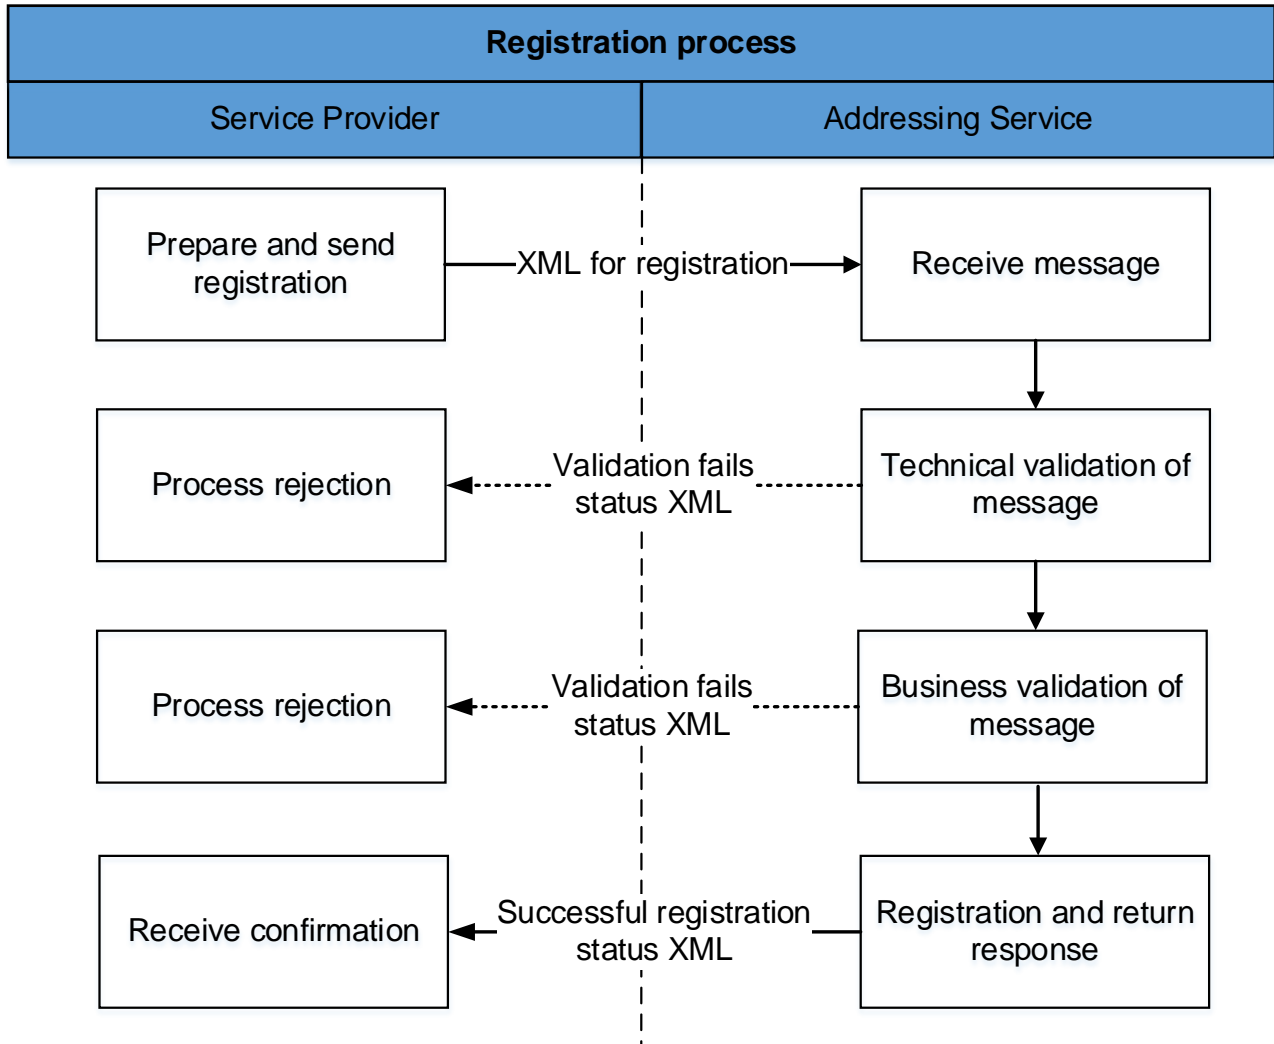 Registration process
Service Provider
Addressing Service
Prepare and send
registration
XML for registration
Receive message
Process rejection
Validation fails
status XML
Technical validation of
message
Process rejection
Validation fails
status XML
Business validation of
message
Receive confirmation
Successful registration
status XML
Registration and return
response